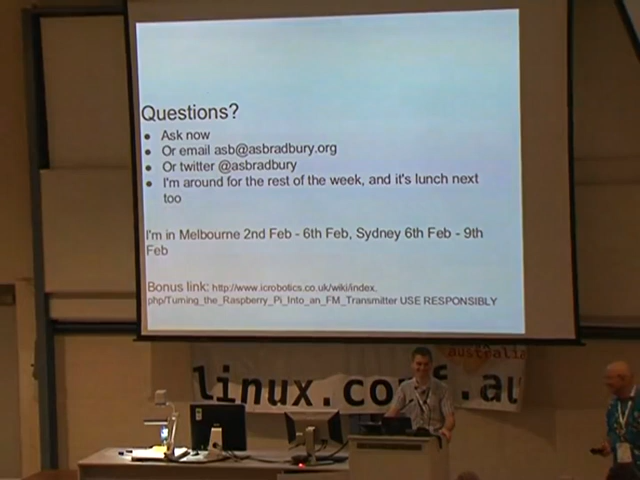 Questions?
● Ask now
● Or email asb@asbradbury.org
● Or twitter @asbradbury
● I'm around for the rest of the week, and it's lunch next
too
I'm in Melbourne 2nd Feb - 6th Feb, Sydney 6th Feb - 9th
Feb
Bonus link: http://www.icrobotics.co.uk/wiki/index.
php/Turning_the_Raspberry_Pi_Into_an_FM_Transmitter USE RESPONSIBLY
australia
linux.conf.au